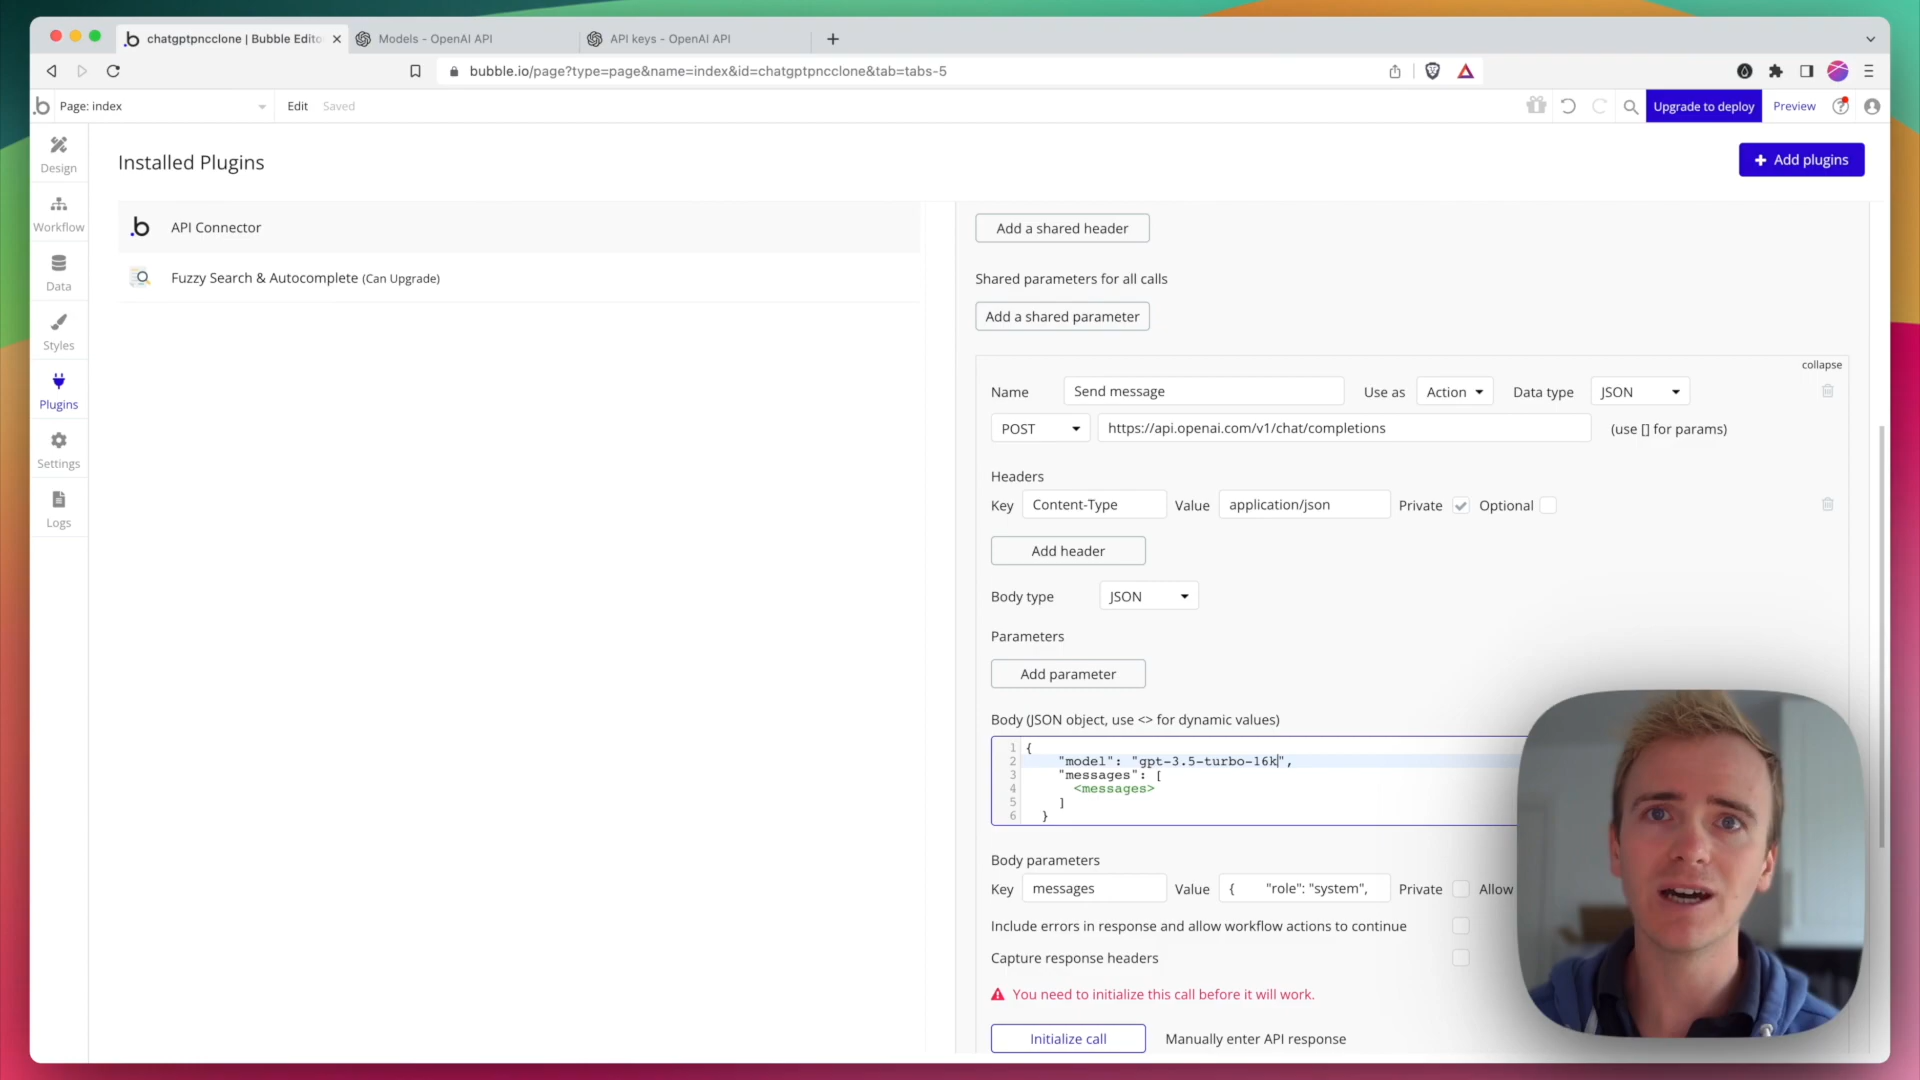 chatgptpncclone | Bubble Edito
Models - OpenAI API
API keys - OpenAI API
bubble.io/page?type=page&name=index&id=chatgptpncclone&tab=tabs-5
Page: index
Edit
Saved
Upgrade to deploy
Preview
Design
Workflow
Data
Styles
Plugins
Settings
Logs
Installed Plugins
Add plugins
API Connector
Fuzzy Search & Autocomplete (Can Upgrade)
Add a shared header
Shared parameters for all calls
Add a shared parameter
collapse
Name Send message Use as Action Data type JSON
POST https://api.openai.com/v1/chat/completions (use [] for params)
Headers
Key Content-Type Value application/json Private Optional
Add header
Body type JSON
Parameters
Add parameter
Body (JSON object, use <> for dynamic values)
1 {
2 "model": "gpt-3.5-turbo-16k",
3 "messages": [
4 <messages>
5 ]
6 }
Body parameters
Key messages Value { "role": "system", Private Allow
Include errors in response and allow workflow actions to continue
Capture response headers
You need to initialize this call before it will work.
Initialize call Manually enter API response